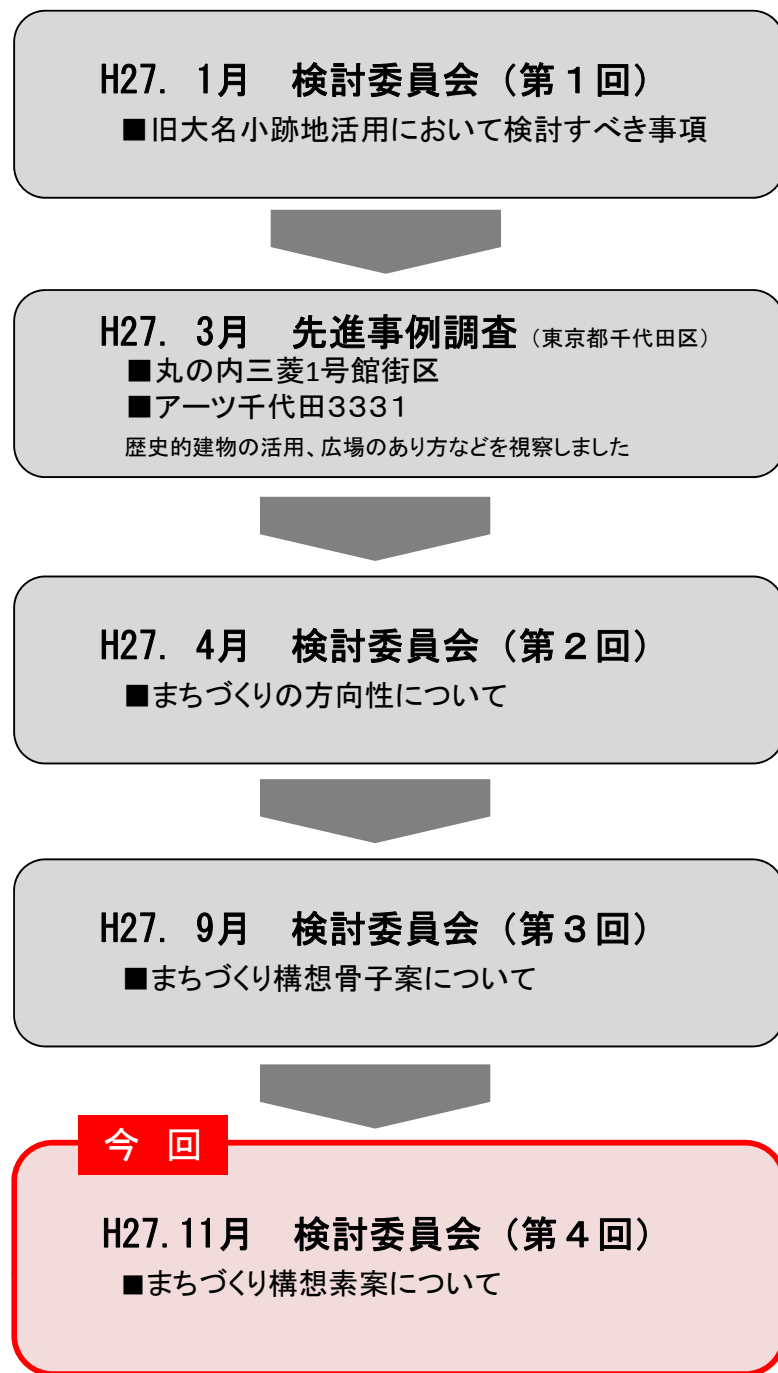 H27. 1月　検討委員会（第１回）
■旧大名小跡地活用において検討すべき事項
H27. 3月　先進事例調査（東京都千代田区）
■丸の内三菱1号館街区
■アーツ千代田３３３１
歴史的建物の活用、広場のあり方などを視察しました
H27. 4月　検討委員会（第２回）
■まちづくりの方向性について
H27. 9月　検討委員会（第３回）
■まちづくり構想骨子案について
今　回
H27.11月　検討委員会（第４回）
■まちづくり構想素案について